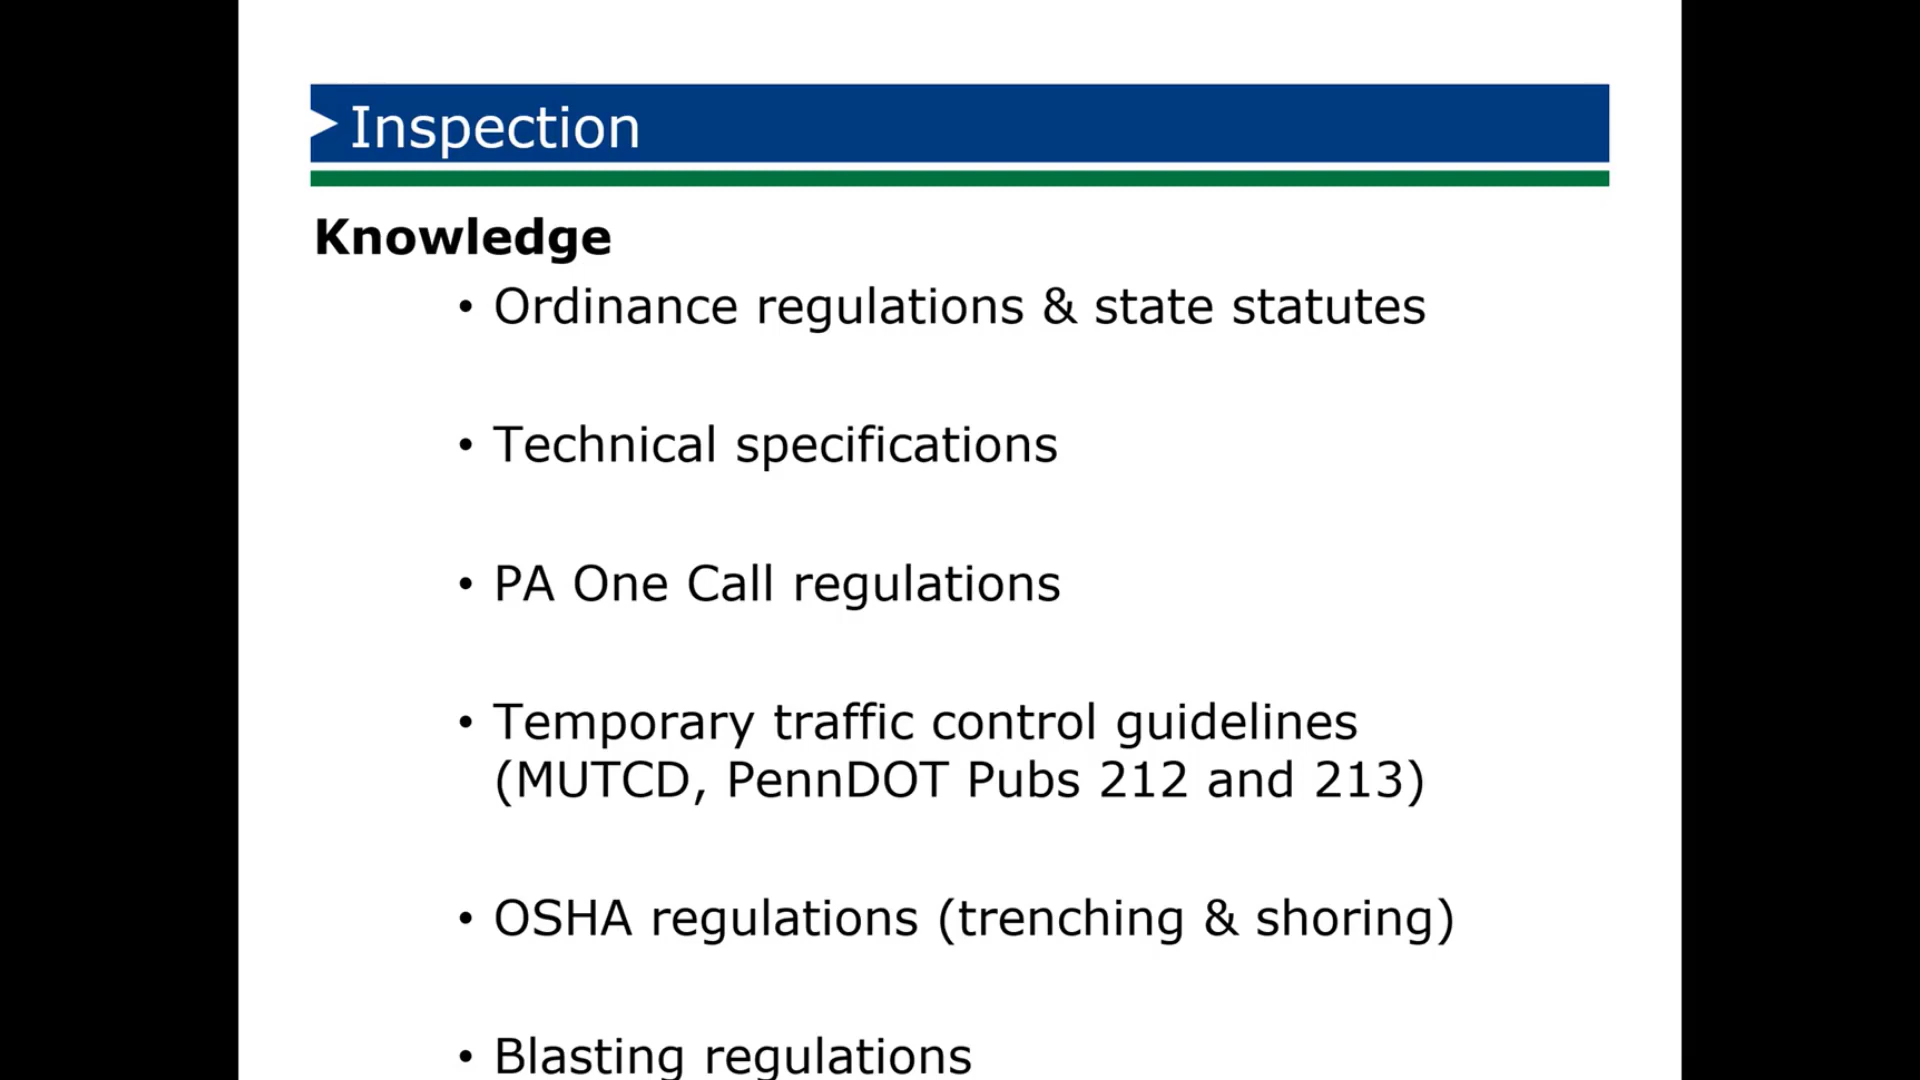 Inspection
Knowledge
• Ordinance regulations & state statutes
• Technical specifications
• PA One Call regulations
• Temporary traffic control guidelines
(MUTCD, PennDOT Pubs 212 and 213)
• OSHA regulations (trenching & shoring)
• Blasting regulations